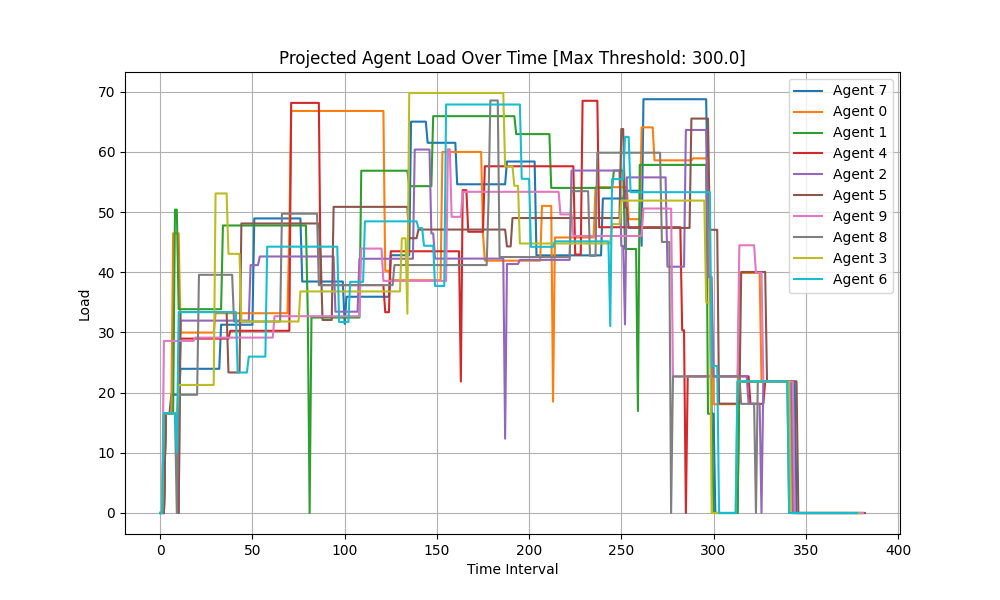 Projected Agent Load Over Time [Max Threshold: 300.0]
Load
70
60
50
40
30
20
10
0
0 50 100 150 200 250 300 350 400
Time Interval
Agent 7
Agent 0
Agent 1
Agent 4
Agent 2
Agent 5
Agent 9
Agent 8
Agent 3
Agent 6